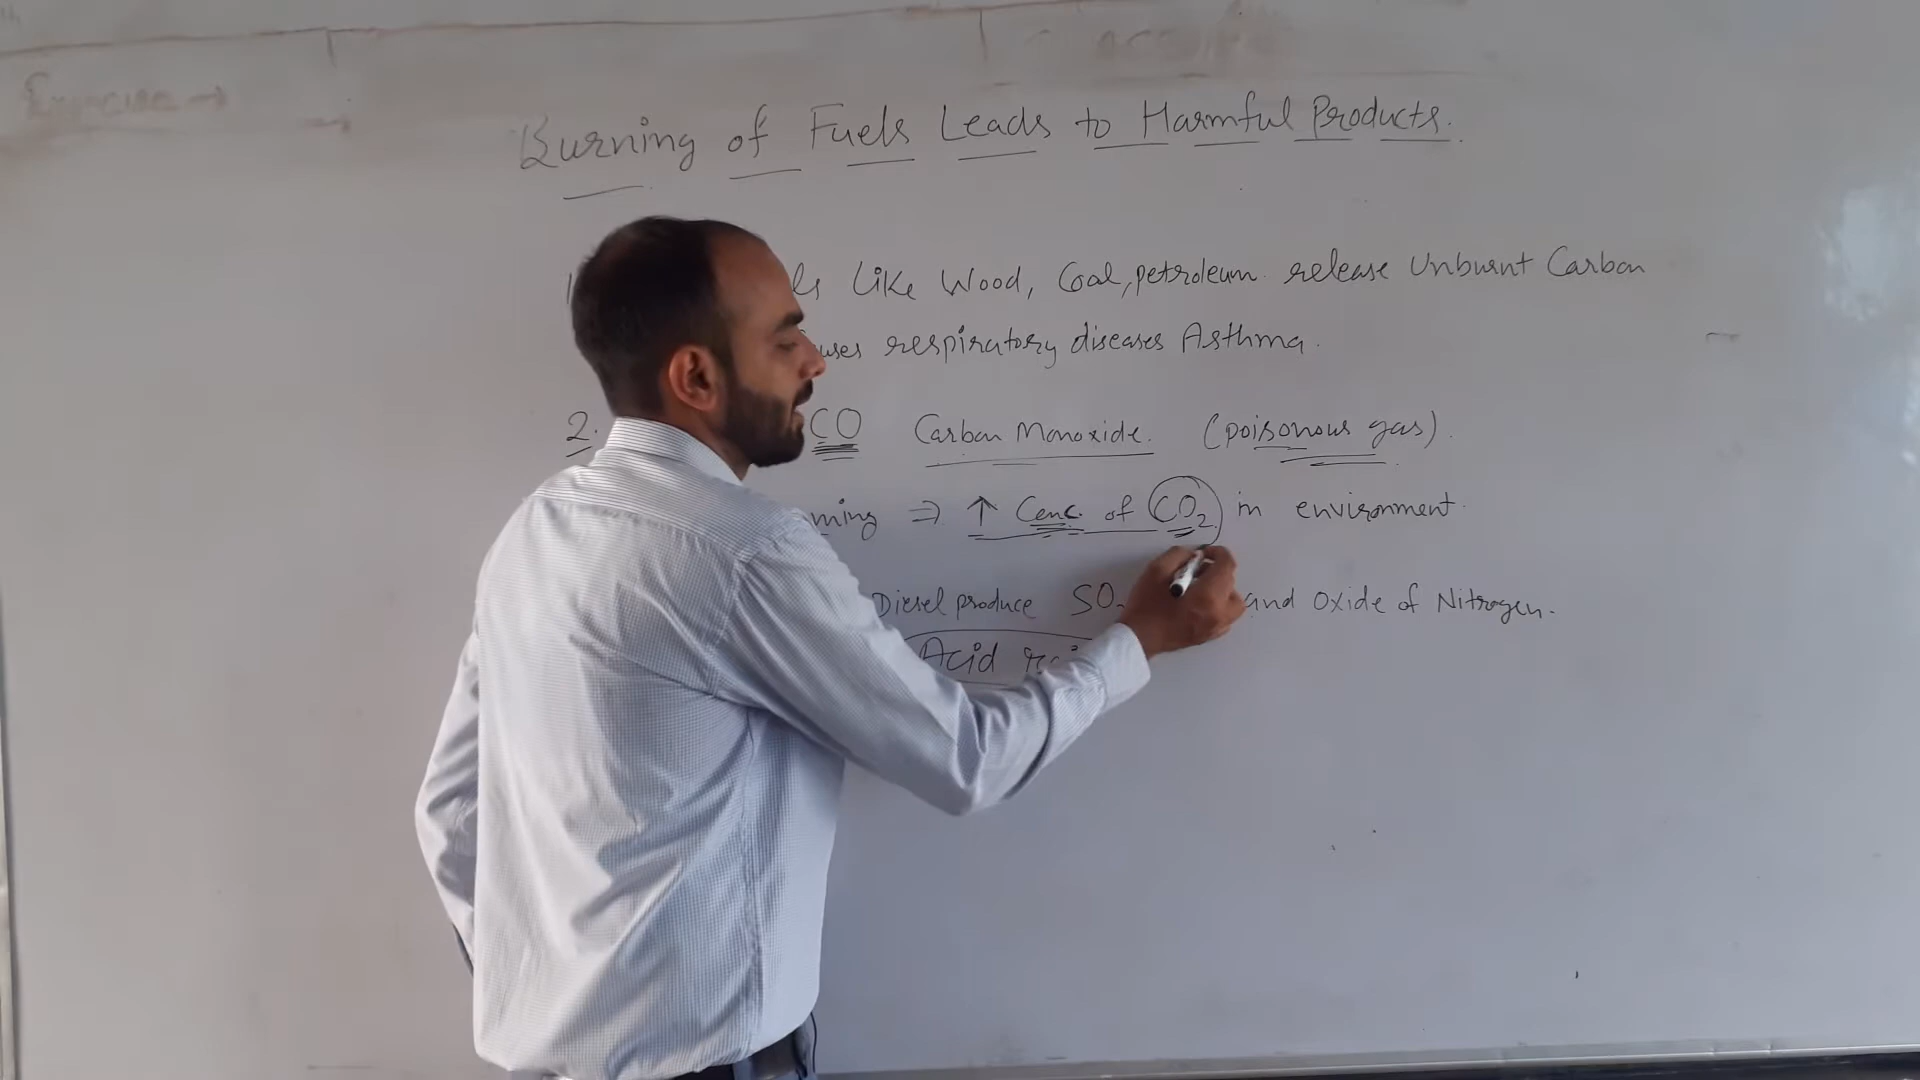 Burning of Fuels Leads to Harmful Products.
like Wood, Coal, petroleum release Unburnt Carbon
respiratory diseases Asthma.
2. CO Carbon Monoxide. (poisonous gas).
⇒ ↑ Conc. of CO2 in environment.
Diesel produce SO and Oxide of Nitrogen.
Acid